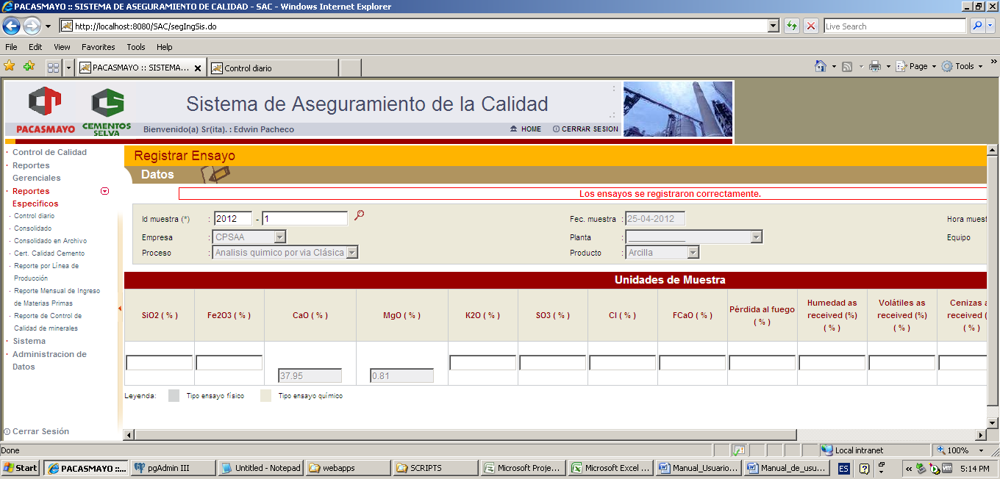 PACASMAYO :: SISTEMA DE ASEGURAMIENTO DE CALIDAD - SAC - Windows Internet Explorer
http://localhost:8080/SAC/segIngSis.do
Live Search
File Edit View Favorites Tools Help
PACASMAYO :: SISTEMA...
Control diario
Page Tools
PACASMAYO
CEMENTOS SELVA
Sistema de Aseguramiento de la Calidad
Bienvenido(a) Sr(ita). : Edwin Pacheco
HOME CERRAR SESION
Control de Calidad
Reportes
Gerenciales
Reportes
Específicos
Control diario
Consolidado
Consolidado en Archivo
Cert. Calidad Cemento
Reporte por Línea de
Producción
Reporte Mensual de Ingreso
de Materias Primas
Reporte de Control de
Calidad de minerales
Sistema
Administracion de
Datos
Cerrar Sesión
Registrar Ensayo
Datos
Los ensayos se registraron correctamente.
Id muestra (*) : 2012 - 1 Fec. muestra : 25-04-2012 Hora muest
Empresa : CPSAA Planta : Equipo
Proceso : Analisis quimico por via Clásica Producto : Arcilla
Unidades de Muestra
SiO2 ( % ) Fe2O3 ( % ) CaO ( % ) MgO ( % ) K2O ( % ) SO3 ( % ) Cl ( % ) FCaO ( % ) Pérdida al fuego ( % ) Humedad as received (%) ( % ) Volátiles as received (%) ( % ) Cenizas a received ( ( % )
37.95 0.81
Leyenda: Tipo ensayo físico Tipo ensayo químico
Done Local intranet 100%
Start PACASMAYO ::... pgAdmin III Untitled - Notepad webapps SCRIPTS Microsoft Proje... Microsoft Excel ... Manual_Usuario... Manual_de_usu... ES 5:14 PM